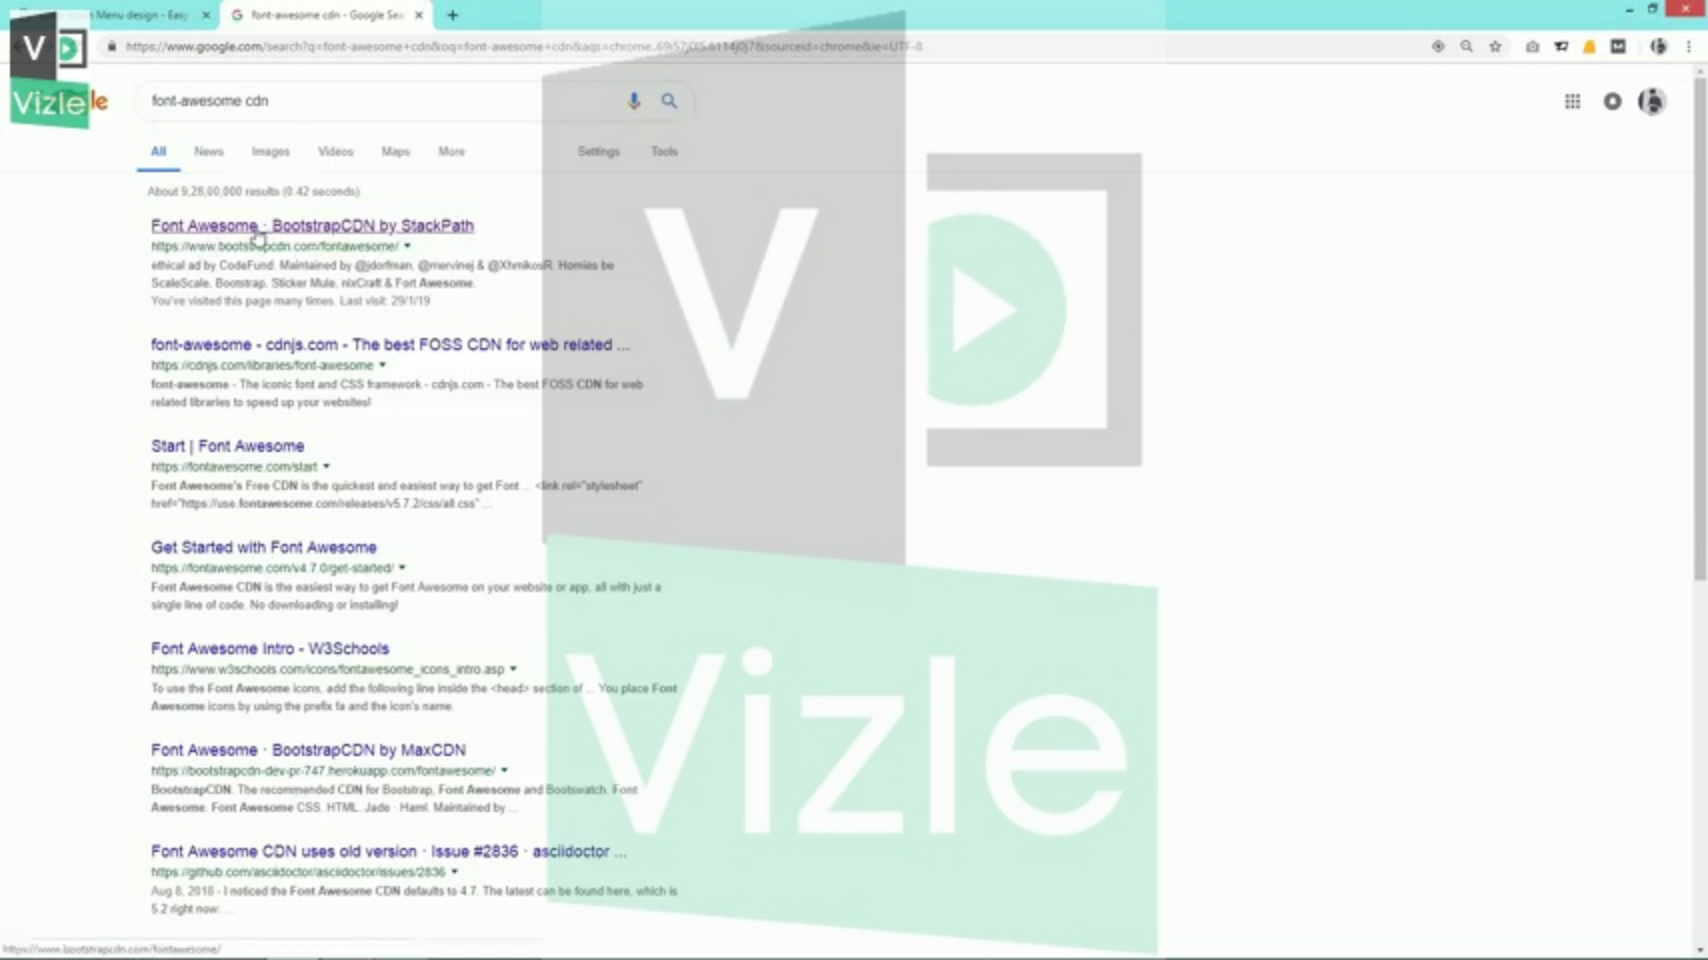 Menu design - Easy
font-awesome cdn - Google Sea
https://www.google.com/search?q=font-awesome+cdn&oq=font-awesome+cdn&aqs=chrome..69i57j0l5.6114j0j7&sourceid=chrome&ie=UTF-8
V
Vizle
le
font-awesome cdn
All News Images Videos Maps More Settings Tools
About 9,28,00,000 results (0.42 seconds)
Font Awesome · BootstrapCDN by StackPath
https://www.bootstrapcdn.com/fontawesome/
ethical ad by CodeFund. Maintained by @jdorfman, @mervinej & @XhmikosR. Homies be
ScaleScale, Bootstrap, Sticker Mule, nixCraft & Fort Awesome.
You've visited this page many times. Last visit: 29/1/19
font-awesome - cdnjs.com - The best FOSS CDN for web related ...
https://cdnjs.com/libraries/font-awesome
font-awesome - The iconic font and CSS framework - cdnjs.com - The best FOSS CDN for web
related libraries to speed up your websites!
Start | Font Awesome
https://fontawesome.com/start
Font Awesome's Free CDN is the quickest and easiest way to get Font ... <link rel="stylesheet"
href="https://use.fontawesome.com/releases/v5.7.2/css/all.css" ...
Get Started with Font Awesome
https://fontawesome.com/v4.7.0/get-started/
Font Awesome CDN is the easiest way to get Font Awesome on your website or app, all with just a
single line of code. No downloading or installing!
Font Awesome Intro - W3Schools
https://www.w3schools.com/icons/fontawesome_icons_intro.asp
To use the Font Awesome icons, add the following line inside the <head> section of ... You place Font
Awesome icons by using the prefix fa and the icon's name.
Font Awesome · BootstrapCDN by MaxCDN
https://bootstrapcdn-dev-pr-747.herokuapp.com/fontawesome/
BootstrapCDN. The recommended CDN for Bootstrap, Font Awesome and Bootswatch. Font
Awesome. Font Awesome CSS. HTML. Jade · Haml. Maintained by ...
Font Awesome CDN uses old version · Issue #2836 · asciidoctor ...
https://github.com/asciidoctor/asciidoctor/issues/2836
Aug 8, 2018 - I noticed the Font Awesome CDN defaults to 4.7. The latest can be found here, which is
5.2 right now: ...
https://www.bootstrapcdn.com/fontawesome/
V
Vizle